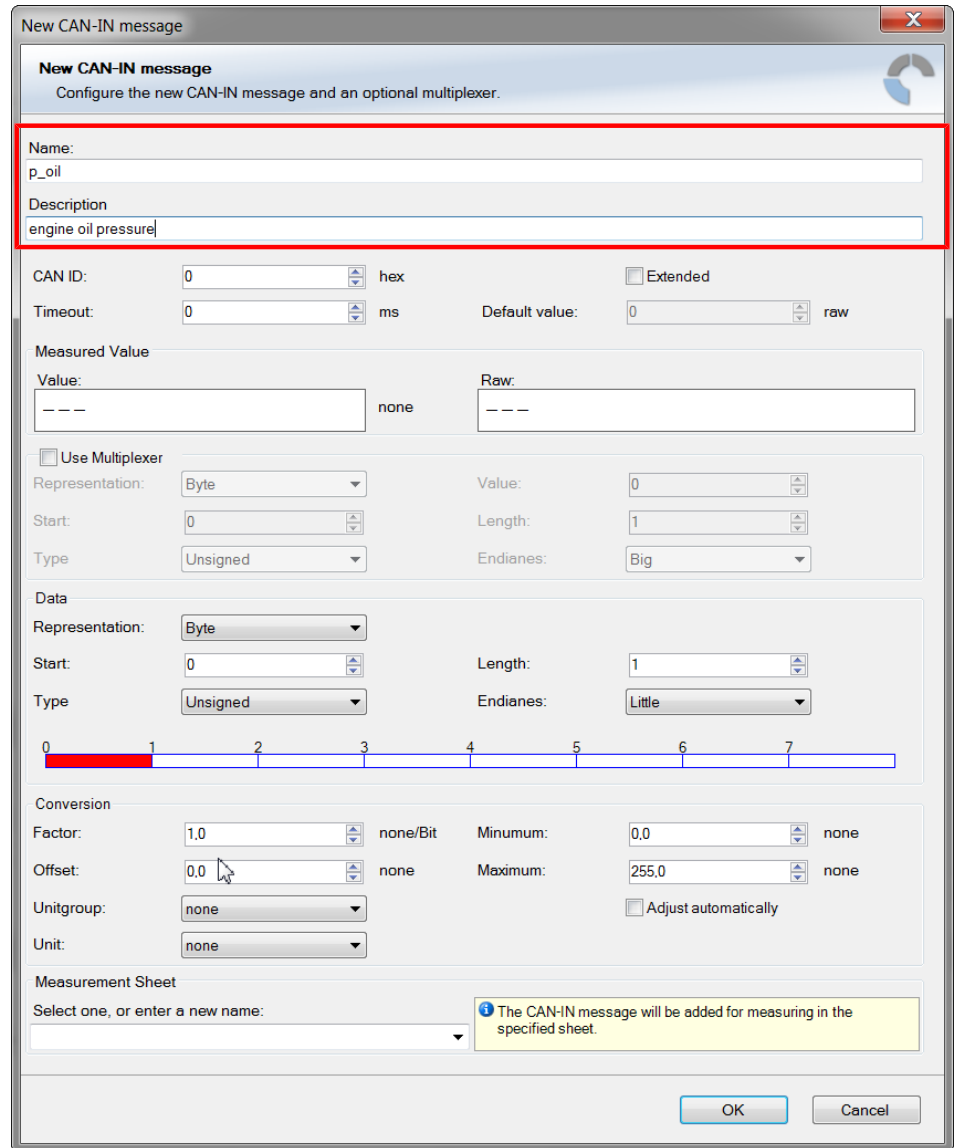 New CAN-IN message
New CAN-IN message
Configure the new CAN-IN message and an optional multiplexer.
Name:
p_oil
Description
engine oil pressure
CAN ID: 0 hex Extended
Timeout: 0 ms Default value: 0 raw
Measured Value
Value: Raw:
––– none –––
Use Multiplexer
Representation: Byte Value: 0
Start: 0 Length: 1
Type Unsigned Endianes: Big
Data
Representation: Byte
Start: 0 Length: 1
Type Unsigned Endianes: Little
0 1 2 3 4 5 6 7
Conversion
Factor: 1,0 none/Bit Minumum: 0,0 none
Offset: 0,0 none Maximum: 255,0 none
Unitgroup: none Adjust automatically
Unit: none
Measurement Sheet
Select one, or enter a new name: The CAN-IN message will be added for measuring in the
specified sheet.
OK Cancel